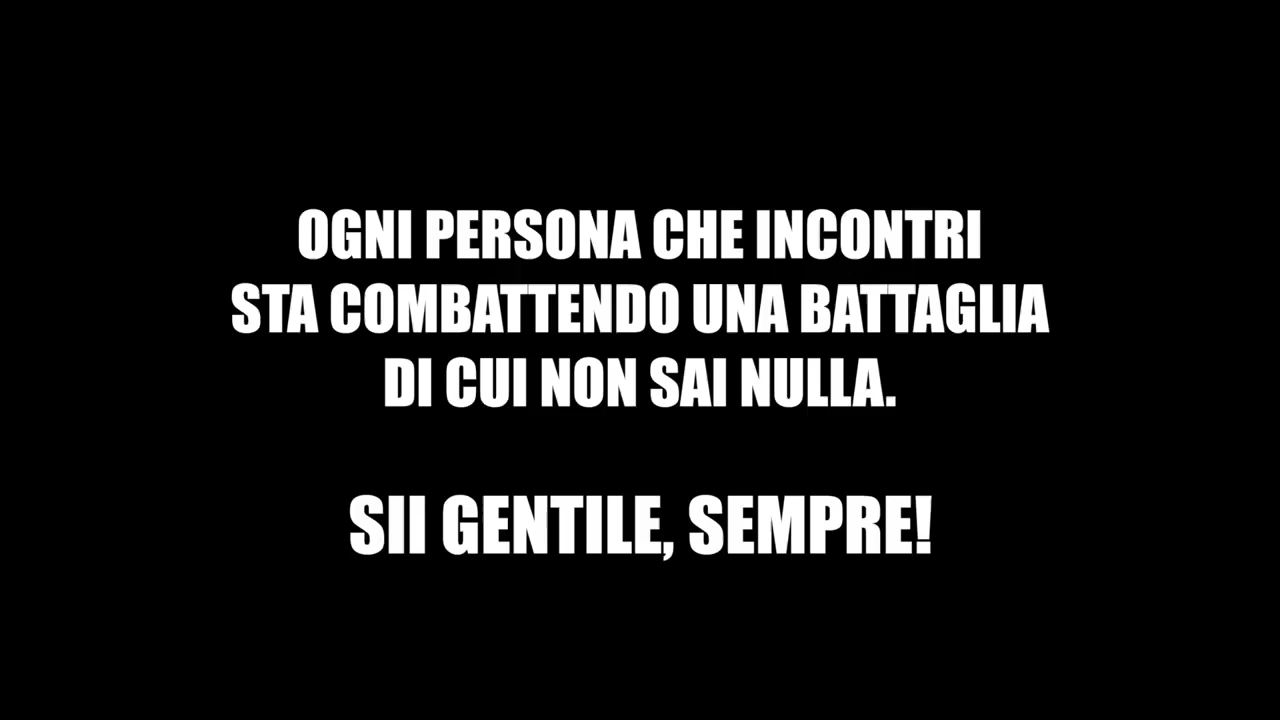 OGNI PERSONA CHE INCONTRI
STA COMBATTENDO UNA BATTAGLIA
DI CUI NON SAI NULLA.
SII GENTILE, SEMPRE!